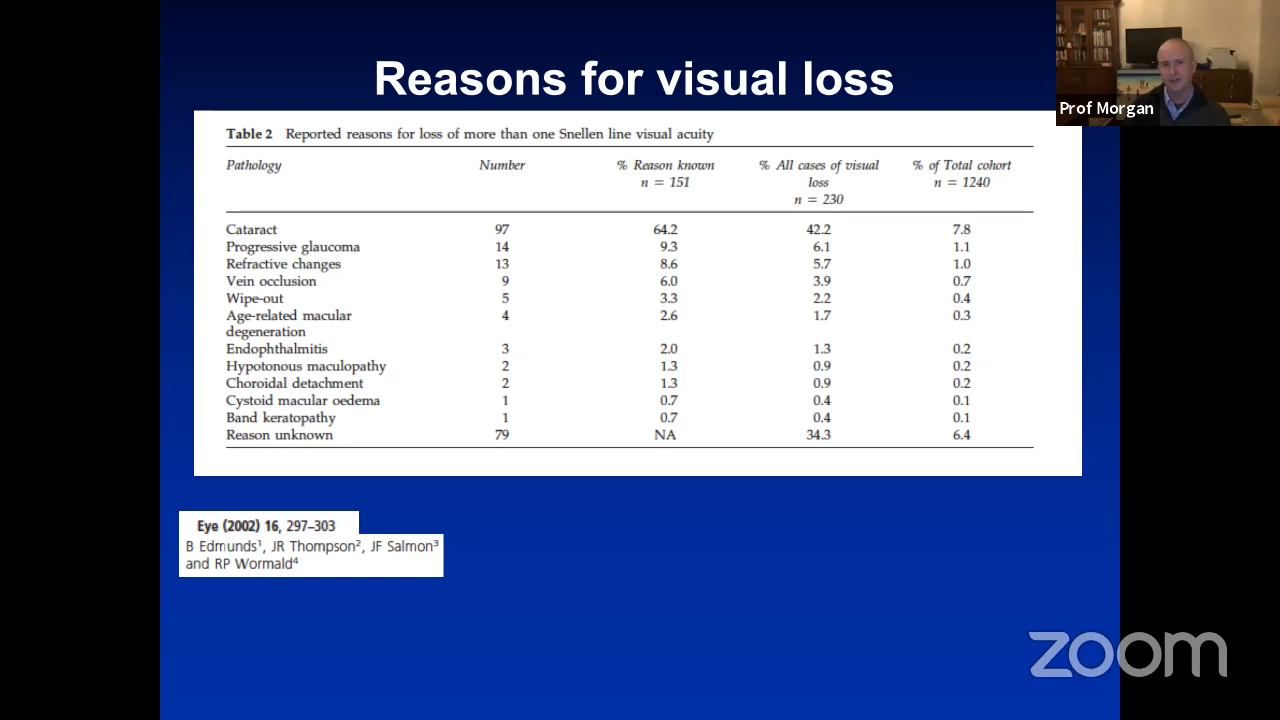 Reasons for visual loss
Prof Morgan
Table 2 Reported reasons for loss of more than one Snellen line visual acuity
Pathology Number % Reason known % All cases of visual % of Total cohort
n = 151 loss n = 1240
n = 230
Cataract 97 64.2 42.2 7.8
Progressive glaucoma 14 9.3 6.1 1.1
Refractive changes 13 8.6 5.7 1.0
Vein occlusion 9 6.0 3.9 0.7
Wipe-out 5 3.3 2.2 0.4
Age-related macular 4 2.6 1.7 0.3
degeneration
Endophthalmitis 3 2.0 1.3 0.2
Hypotonous maculopathy 2 1.3 0.9 0.2
Choroidal detachment 2 1.3 0.9 0.2
Cystoid macular oedema 1 0.7 0.4 0.1
Band keratopathy 1 0.7 0.4 0.1
Reason unknown 79 NA 34.3 6.4
Eye (2002) 16, 297–303
B Edmunds¹, JR Thompson², JF Salmon³
and RP Wormald⁴
zoom